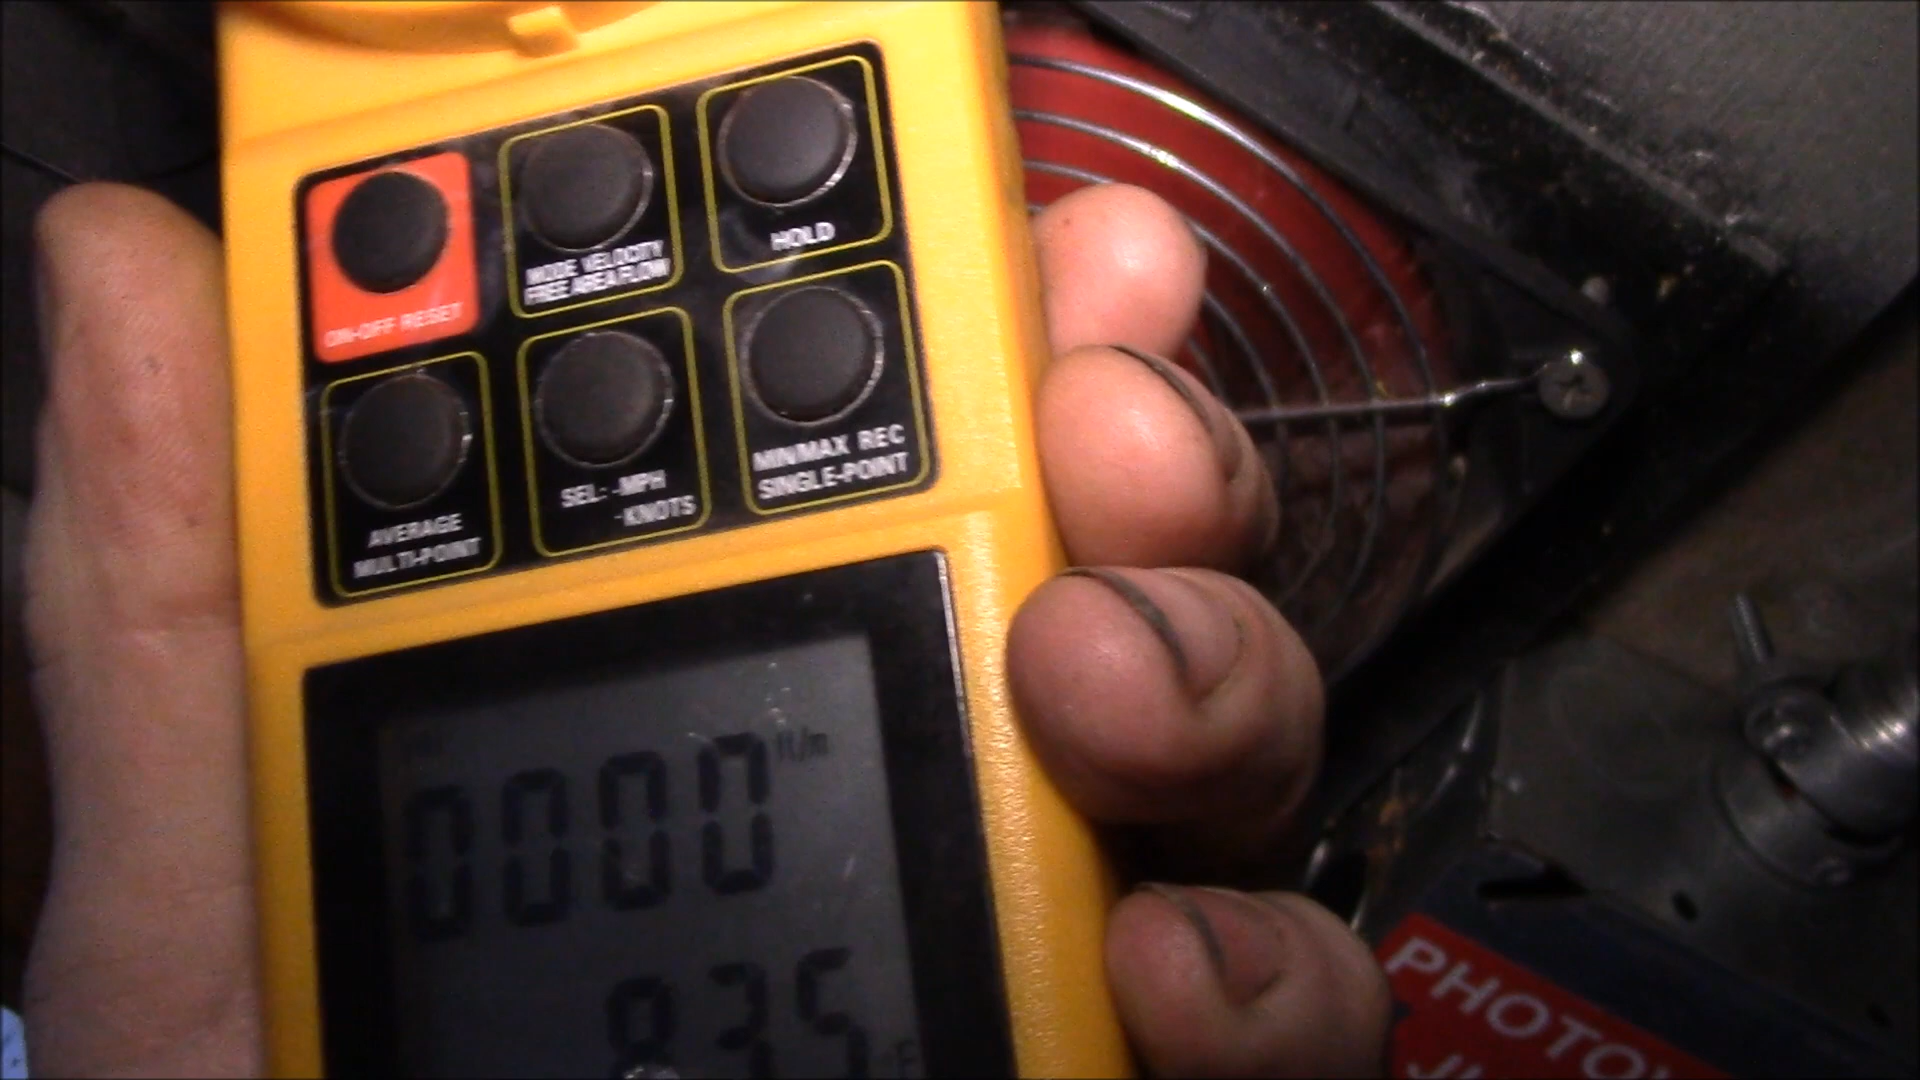 ON-OFF RESET
MODE VELOCITY
FREE AREA FLOW
HOLD
AVERAGE
MULTI-POINT
SEL: -MPH
-KNOTS
MIN/MAX REC
SINGLE-POINT
0000 ft/m
835
PHOTO